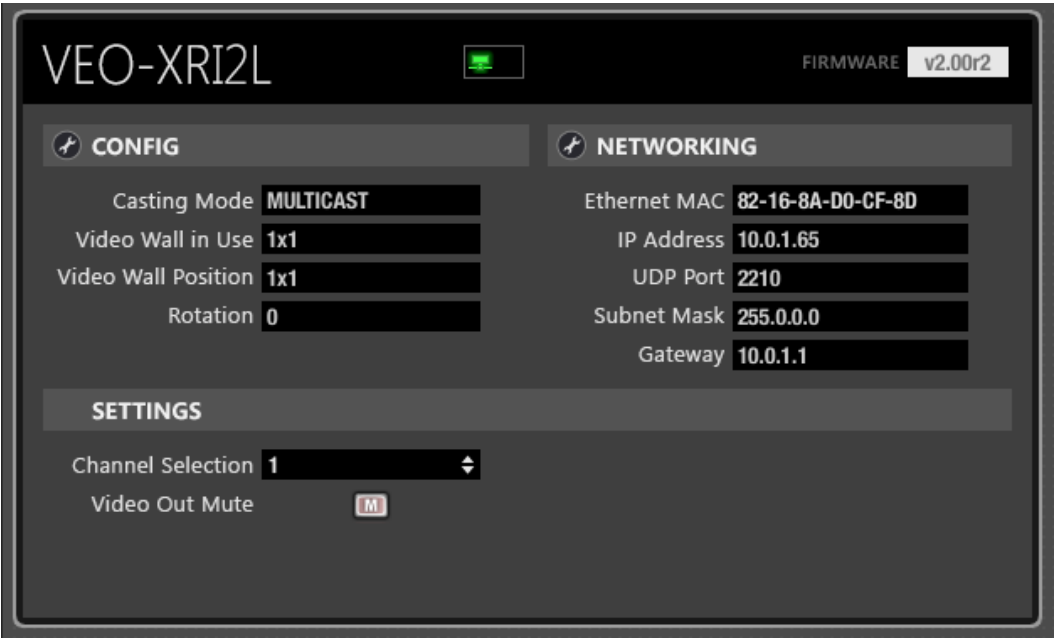 VEO-XRI2L
FIRMWARE v2.00r2
CONFIG
Casting Mode MULTICAST
Video Wall in Use 1x1
Video Wall Position 1x1
Rotation 0
NETWORKING
Ethernet MAC 82-16-8A-D0-CF-8D
IP Address 10.0.1.65
UDP Port 2210
Subnet Mask 255.0.0.0
Gateway 10.0.1.1
SETTINGS
Channel Selection 1
Video Out Mute M